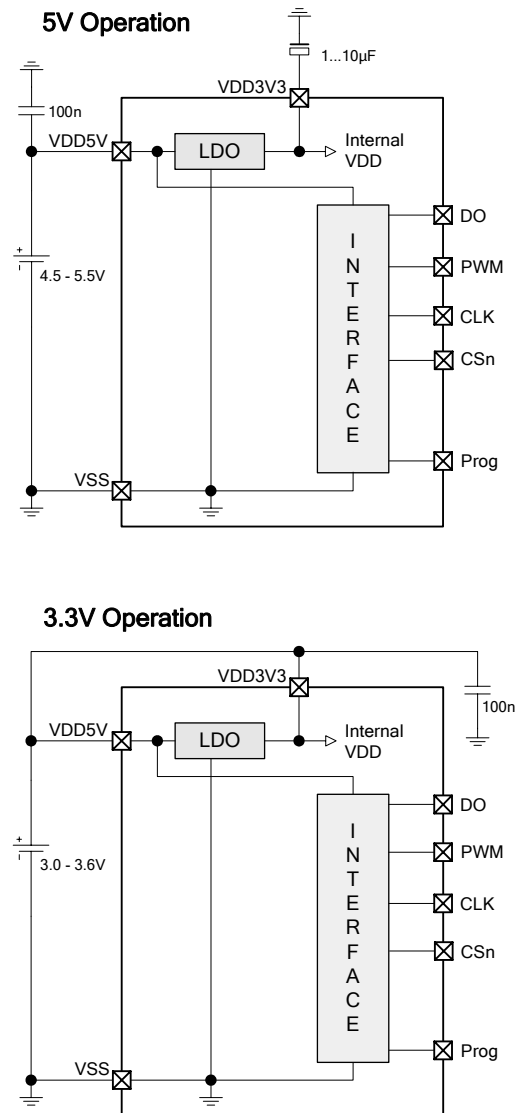 5V Operation
1...10µF
VDD3V3
100n
VDD5V
LDO
Internal
VDD
DO
INTERFACE
PWM
+
-
4.5 - 5.5V
CLK
CSn
Prog
VSS
3.3V Operation
VDD3V3
100n
VDD5V
LDO
Internal
VDD
DO
INTERFACE
PWM
+
-
3.0 - 3.6V
CLK
CSn
Prog
VSS